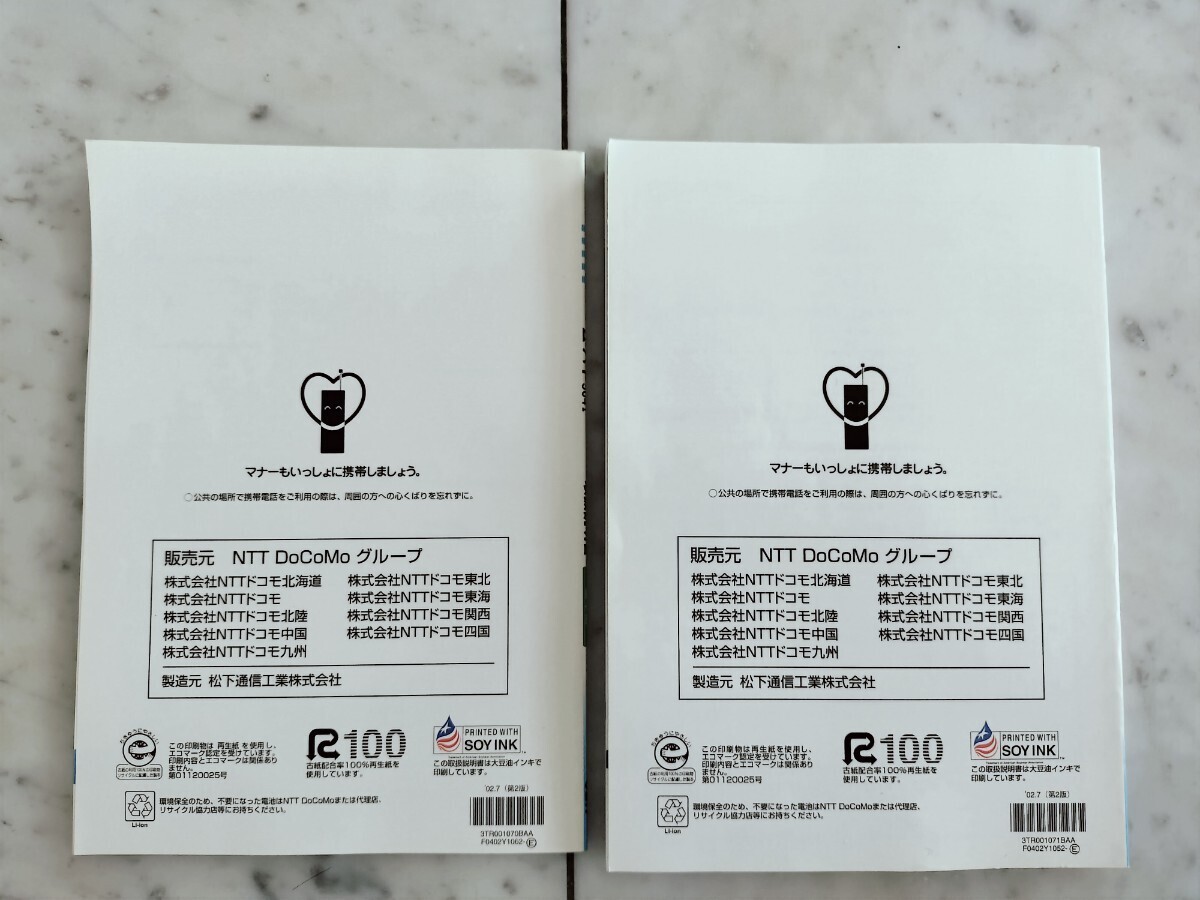 マナーもいっしょに携帯しましょう。
○公共の場所で携帯電話をご利用の際は、周囲の方への心くばりを忘れずに。
販売元 NTT DoCoMo グループ
株式会社NTTドコモ北海道 株式会社NTTドコモ東北
株式会社NTTドコモ 株式会社NTTドコモ東海
株式会社NTTドコモ北陸 株式会社NTTドコモ関西
株式会社NTTドコモ中国 株式会社NTTドコモ四国
株式会社NTTドコモ九州
製造元 松下通信工業株式会社
この印刷物は再生紙を使用し、
エコマーク認定を受けています。
印刷内容とエコマークは関係あり
ません。
第01120025号
R100
古紙配合率100%再生紙を
使用しています。
PRINTED WITH
SOY INK
この取扱説明書は大豆油インキで
印刷しています。
Li-ion
環境保全のため、不要になった電池はNTT DoCoMoまたは代理店、
リサイクル協力店等にお持ちください。
'02.7（第2版）
3TR001070BAA
F0402Y1062-Ⓔ
マナーもいっしょに携帯しましょう。
○公共の場所で携帯電話をご利用の際は、周囲の方への心くばりを忘れずに。
販売元 NTT DoCoMo グループ
株式会社NTTドコモ北海道 株式会社NTTドコモ東北
株式会社NTTドコモ 株式会社NTTドコモ東海
株式会社NTTドコモ北陸 株式会社NTTドコモ関西
株式会社NTTドコモ中国 株式会社NTTドコモ四国
株式会社NTTドコモ九州
製造元 松下通信工業株式会社
この印刷物は再生紙を使用し、
エコマーク認定を受けています。
印刷内容とエコマークは関係あり
ません。
第01120025号
R100
古紙配合率100%再生紙を
使用しています。
PRINTED WITH
SOY INK
この取扱説明書は大豆油インキで
印刷しています。
Li-ion
環境保全のため、不要になった電池はNTT DoCoMoまたは代理店、
リサイクル協力店等にお持ちください。
'02.7（第2版）
3TR001071BAA
F0402Y1062-Ⓔ